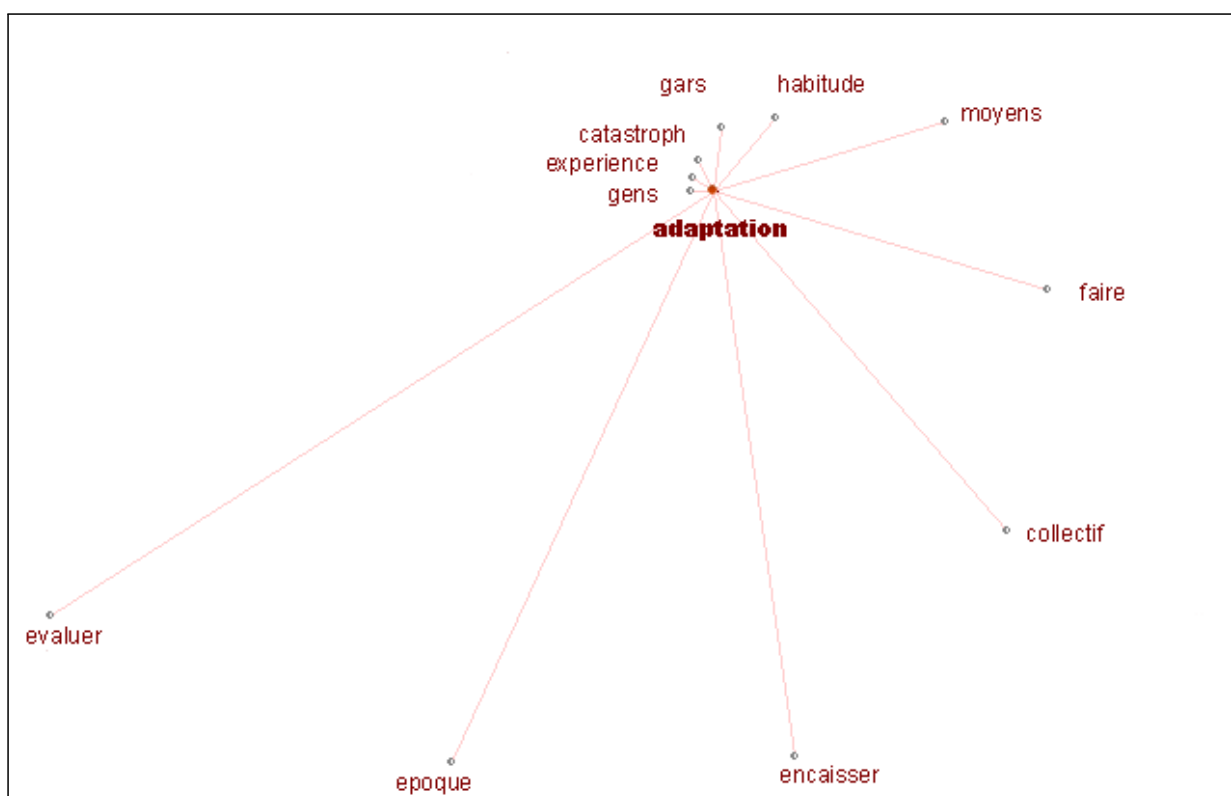 gars
habitude
moyens
catastroph
experience
gens
adaptation
faire
collectif
evaluer
epoque
encaisser